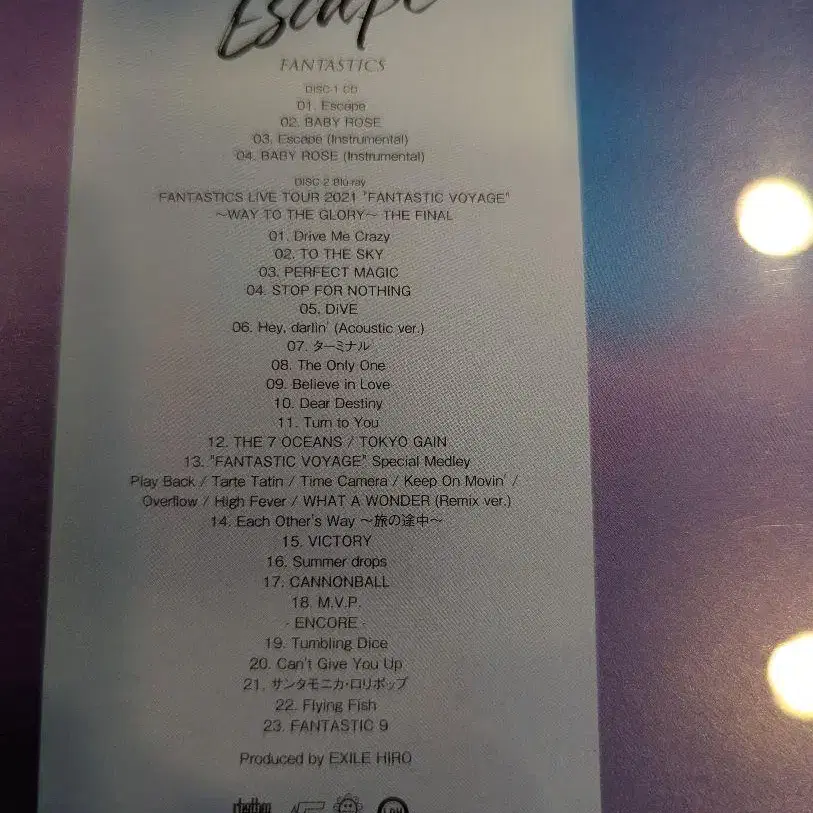 Escape
FANTASTICS
DISC-1 CD
01. Escape
02. BABY ROSE
03. Escape (Instrumental)
04. BABY ROSE (Instrumental)
DISC-2 Blu-ray
FANTASTICS LIVE TOUR 2021 "FANTASTIC VOYAGE"
〜WAY TO THE GLORY〜 THE FINAL
01. Drive Me Crazy
02. TO THE SKY
03. PERFECT MAGIC
04. STOP FOR NOTHING
05. DiVE
06. Hey, darlin' (Acoustic ver.)
07. ターミナル
08. The Only One
09. Believe in Love
10. Dear Destiny
11. Turn to You
12. THE 7 OCEANS / TOKYO GAIN
13. "FANTASTIC VOYAGE" Special Medley
Play Back / Tarte Tatin / Time Camera / Keep On Movin' /
Overflow / High Fever / WHAT A WONDER (Remix ver.)
14. Each Other's Way 〜旅の途中〜
15. VICTORY
16. Summer drops
17. CANNONBALL
18. M.V.P.
- ENCORE -
19. Tumbling Dice
20. Can't Give You Up
21. サンタモニカ・ロリポップ
22. Flying Fish
23. FANTASTIC 9
Produced by EXILE HIRO
rhythm